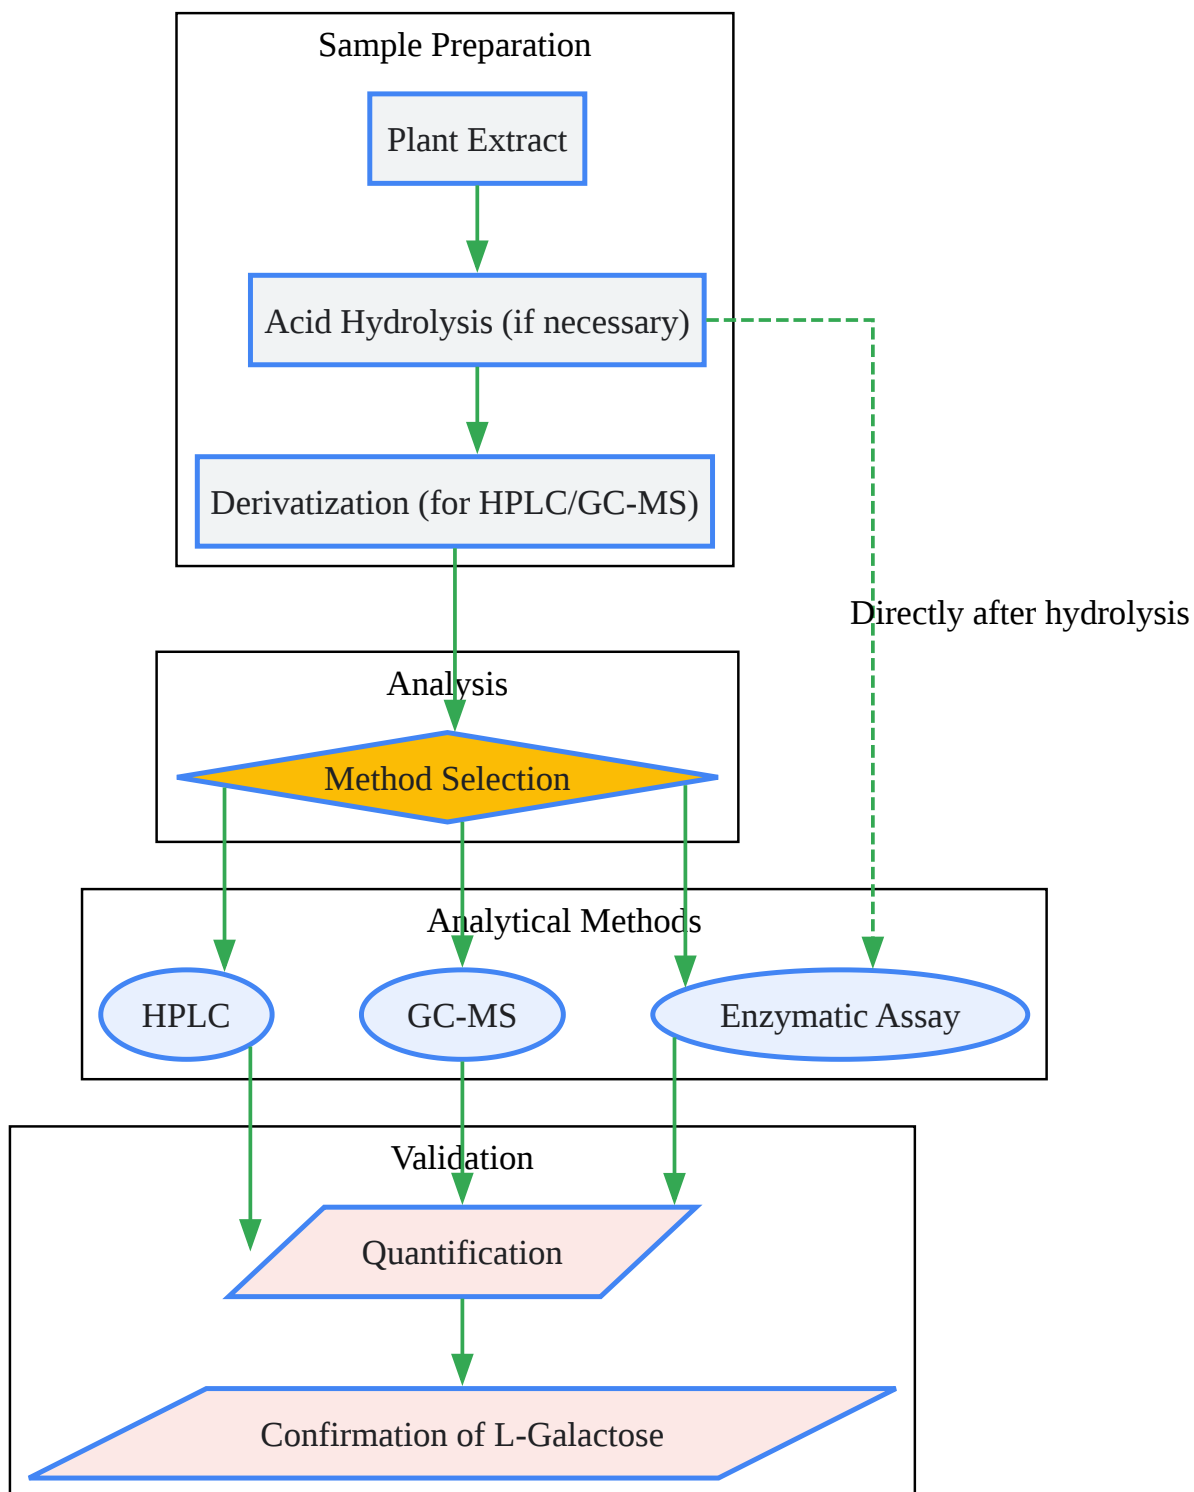 Sample Preparation
Plant Extract
Acid Hydrolysis (if necessary)
Derivatization (for HPLC/GC-MS)
Directly after hydrolysis
Analysis
Method Selection
Analytical Methods
HPLC
GC-MS
Enzymatic Assay
Validation
Quantification
Confirmation of L-Galactose